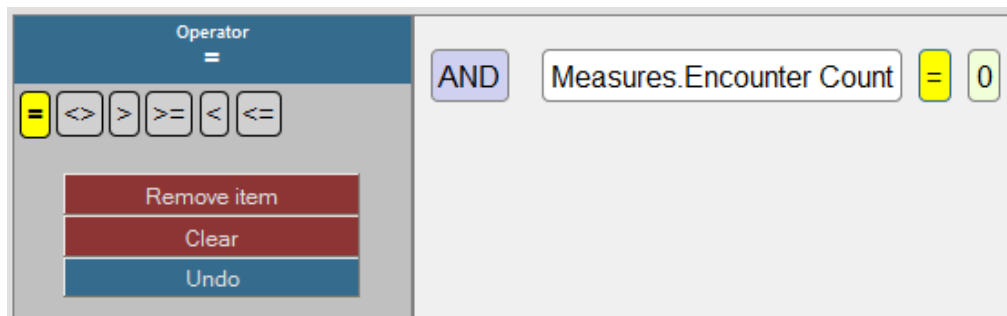 Operator
=
= <> > >= < <=
Remove item
Clear
Undo
AND Measures.Encounter Count = 0